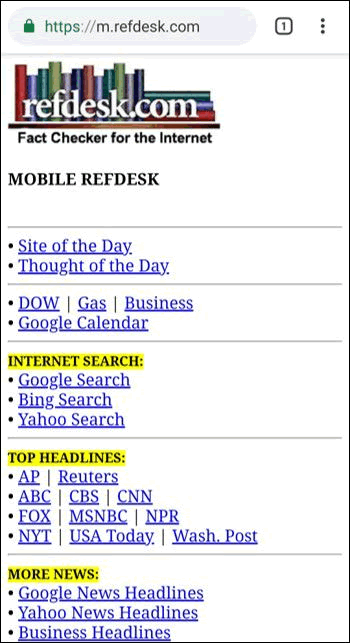 https://m.refdesk.com 1
refdesk.com
Fact Checker for the Internet
MOBILE REFDESK
• Site of the Day
• Thought of the Day
• DOW | Gas | Business
• Google Calendar
INTERNET SEARCH:
• Google Search
• Bing Search
• Yahoo Search
TOP HEADLINES:
• AP | Reuters
• ABC | CBS | CNN
• FOX | MSNBC | NPR
• NYT | USA Today | Wash. Post
MORE NEWS:
• Google News Headlines
• Yahoo News Headlines
• Business Headlines